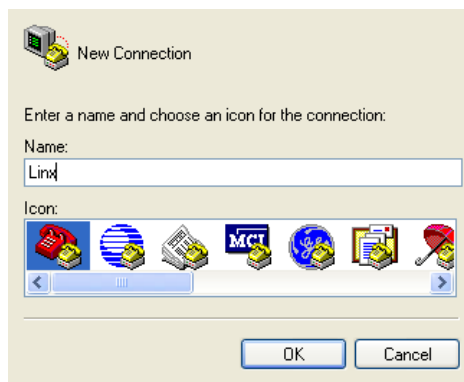 New Connection
Enter a name and choose an icon for the connection:
Name:
Linx
Icon:
MCI
OK
Cancel